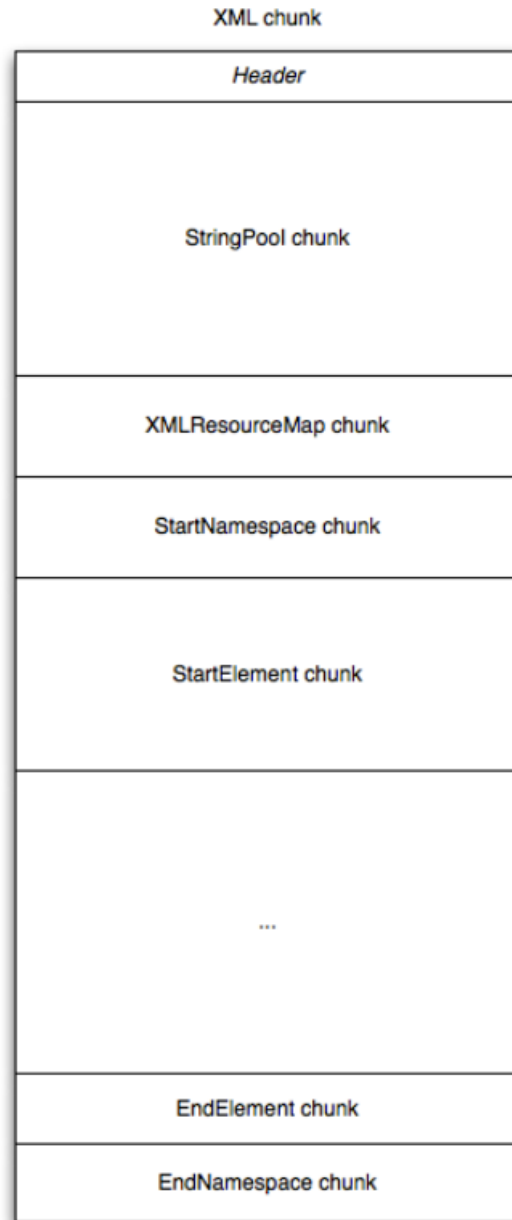 XML chunk
Header
StringPool chunk
XMLResourceMap chunk
StartNamespace chunk
StartElement chunk
...
EndElement chunk
EndNamespace chunk